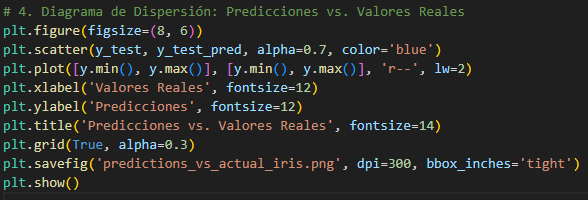 # 4. Diagrama de Dispersión: Predicciones vs. Valores Reales
plt.figure(figsize=(8, 6))
plt.scatter(y_test, y_test_pred, alpha=0.7, color='blue')
plt.plot([y.min(), y.max()], [y.min(), y.max()], 'r--', lw=2)
plt.xlabel('Valores Reales', fontsize=12)
plt.ylabel('Predicciones', fontsize=12)
plt.title('Predicciones vs. Valores Reales', fontsize=14)
plt.grid(True, alpha=0.3)
plt.savefig('predictions_vs_actual_iris.png', dpi=300, bbox_inches='tight')
plt.show()